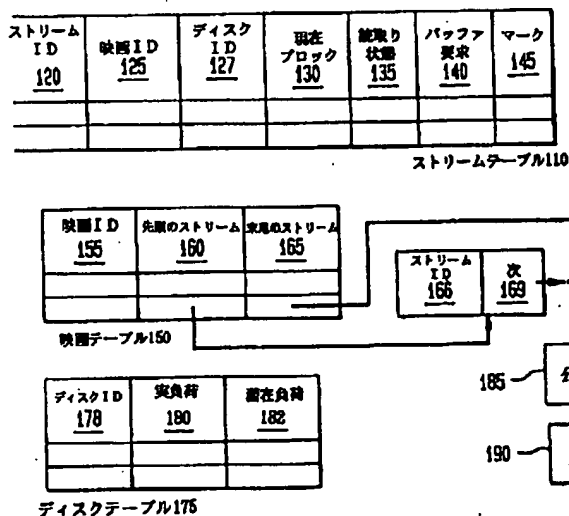 ストリーム
ID
120
映画ID
125
ディスク
ID
127
現在
ブロック
130
読取り
状態
135
バッファ
要求
140
マーク
145
ストリームテーブル110
映画ID
155
先頭のストリーム
160
末尾のストリーム
165
ストリーム
ID
166
次
169
映画テーブル150
185
ディスクID
178
実負荷
180
潜在負荷
182
190
ディスクテーブル175